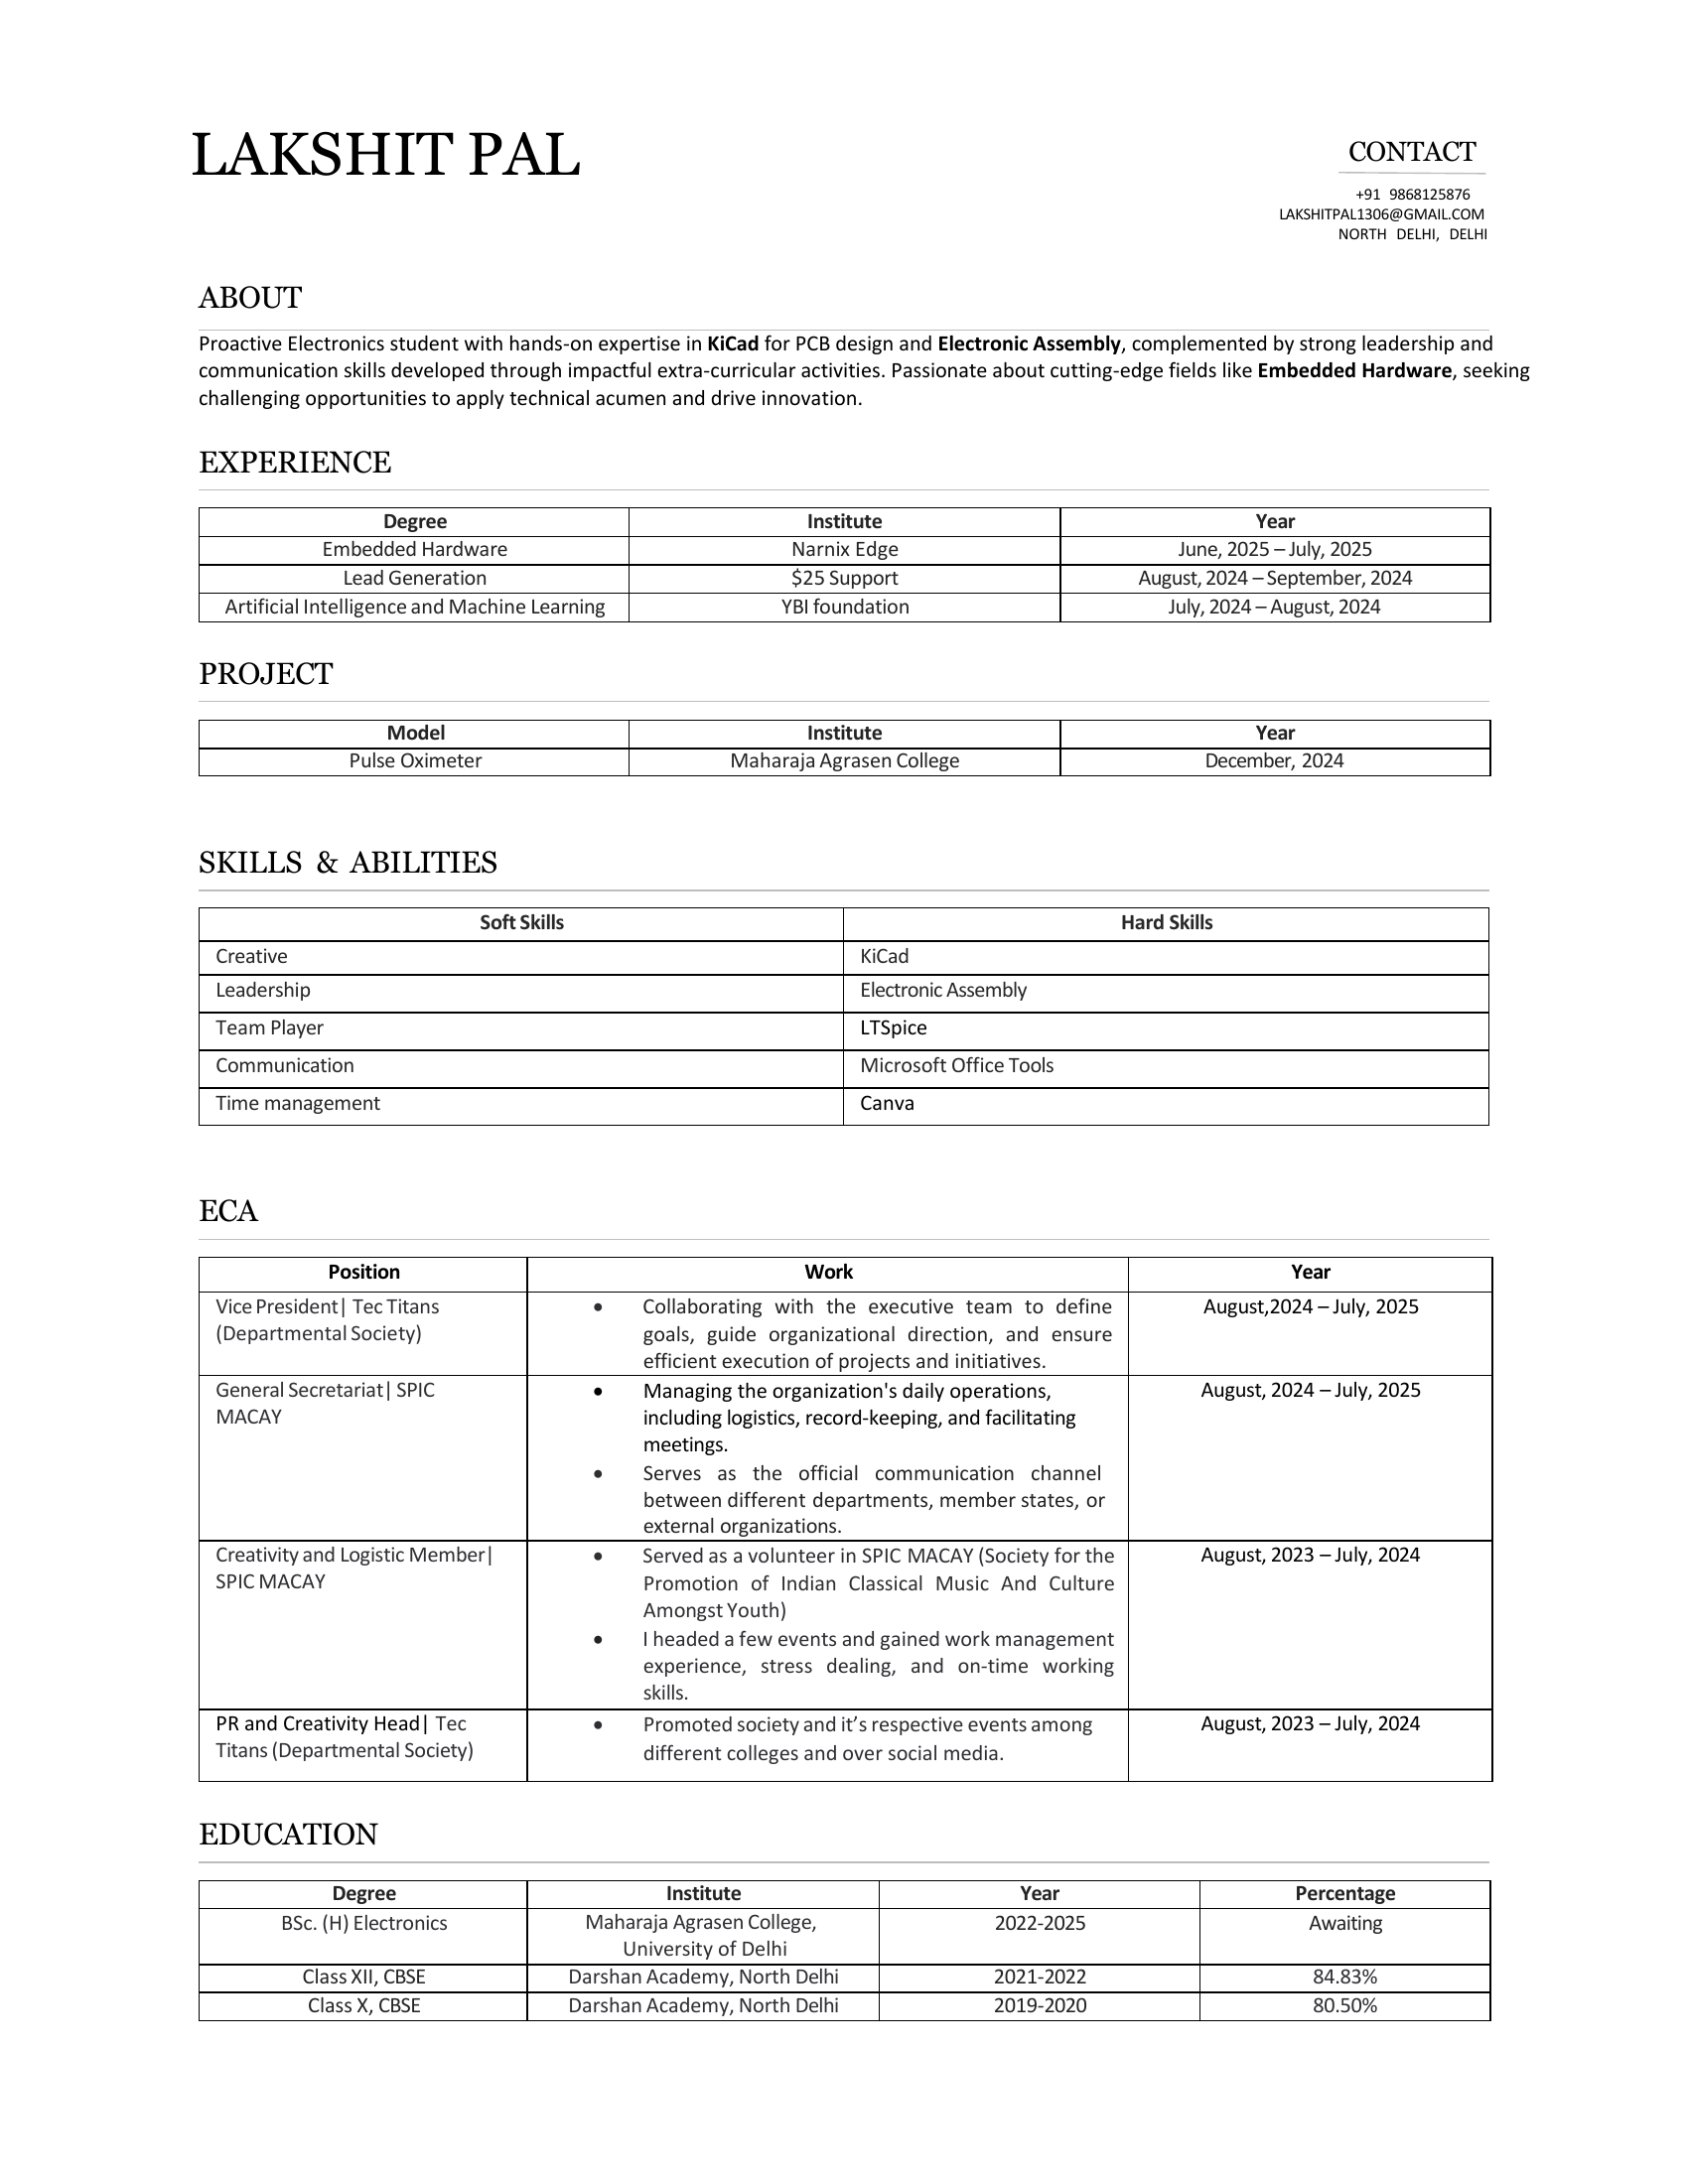 LAKSHIT PAL
CONTACT
+91 9868125876
LAKSHITPAL1306@GMAIL.COM
NORTH DELHI, DELHI
ABOUT
Proactive Electronics student with hands-on expertise in KiCad for PCB design and Electronic Assembly, complemented by strong leadership and
communication skills developed through impactful extra-curricular activities. Passionate about cutting-edge fields like Embedded Hardware, seeking
challenging opportunities to apply technical acumen and drive innovation.
EXPERIENCE
Degree Institute Year
Embedded Hardware Narnix Edge June, 2025 – July, 2025
Lead Generation $25 Support August, 2024 – September, 2024
Artificial Intelligence and Machine Learning YBI foundation July, 2024 – August, 2024
PROJECT
Model Institute Year
Pulse Oximeter Maharaja Agrasen College December, 2024
SKILLS & ABILITIES
Soft Skills Hard Skills
Creative KiCad
Leadership Electronic Assembly
Team Player LTSpice
Communication Microsoft Office Tools
Time management Canva
ECA
Position Work Year
Vice President| Tec Titans
(Departmental Society)
• Collaborating with the executive team to define
goals, guide organizational direction, and ensure
efficient execution of projects and initiatives.
August,2024 – July, 2025
General Secretariat| SPIC
MACAY
• Managing the organization's daily operations,
including logistics, record-keeping, and facilitating
meetings.
• Serves as the official communication channel
between different departments, member states, or
external organizations.
August, 2024 – July, 2025
Creativity and Logistic Member|
SPIC MACAY
• Served as a volunteer in SPIC MACAY (Society for the
Promotion of Indian Classical Music And Culture
Amongst Youth)
• I headed a few events and gained work management
experience, stress dealing, and on-time working
skills.
August, 2023 – July, 2024
PR and Creativity Head| Tec
Titans (Departmental Society)
• Promoted society and it’s respective events among
different colleges and over social media.
August, 2023 – July, 2024
EDUCATION
Degree Institute Year Percentage
BSc. (H) Electronics Maharaja Agrasen College, 2022-2025 Awaiting
University of Delhi
Class XII, CBSE Darshan Academy, North Delhi 2021-2022 84.83%
Class X, CBSE Darshan Academy, North Delhi 2019-2020 80.50%